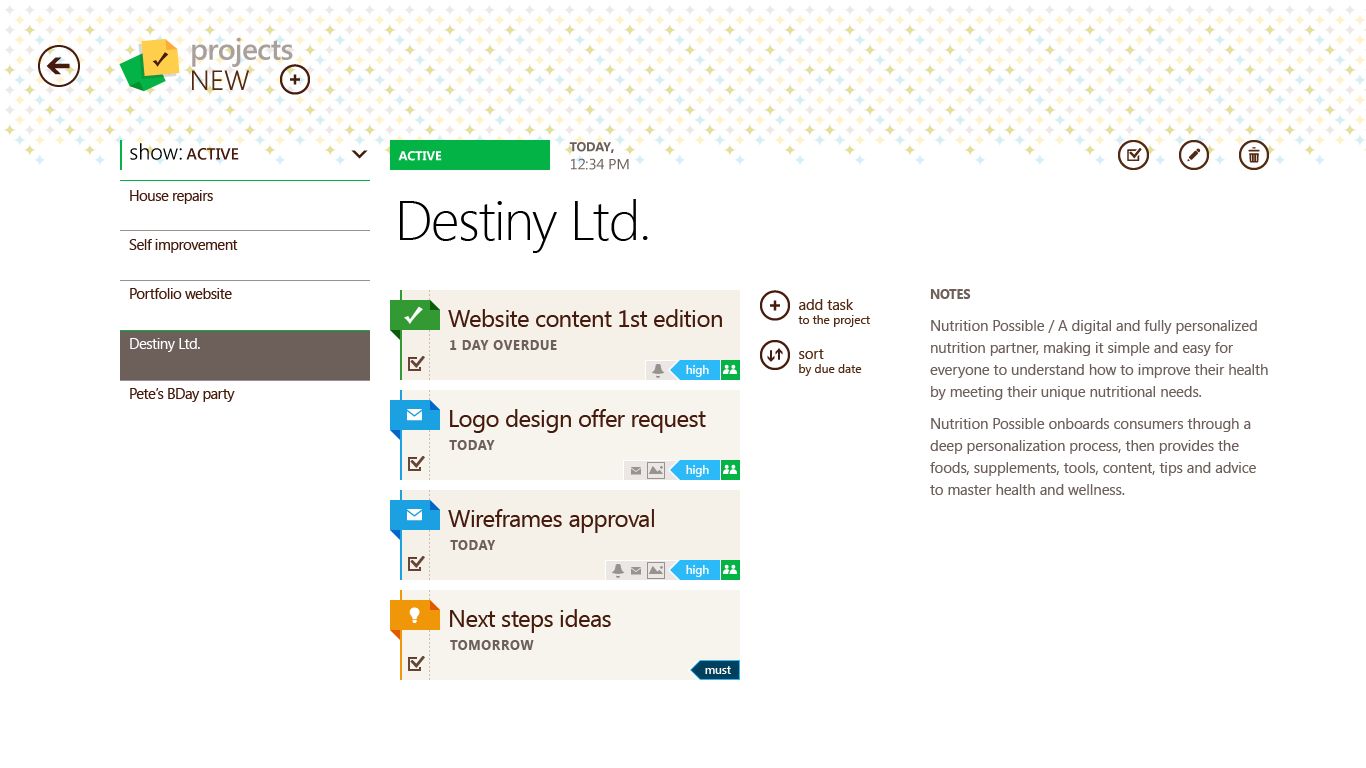 projects
NEW
show: ACTIVE
House repairs
Self improvement
Portfolio website
Destiny Ltd.
Pete's BDay party
ACTIVE
TODAY,
12:34 PM
Destiny Ltd.
Website content 1st edition
1 DAY OVERDUE
high
Logo design offer request
TODAY
high
Wireframes approval
TODAY
high
Next steps ideas
TOMORROW
must
add task
to the project
sort
by due date
NOTES
Nutrition Possible / A digital and fully personalized
nutrition partner, making it simple and easy for
everyone to understand how to improve their health
by meeting their unique nutritional needs.
Nutrition Possible onboards consumers through a
deep personalization process, then provides the
foods, supplements, tools, content, tips and advice
to master health and wellness.